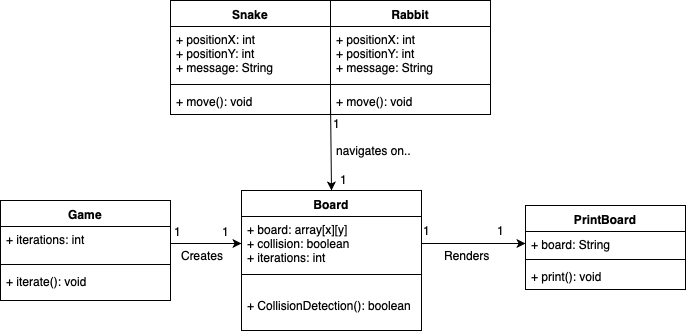 Snake
+ positionX: int
+ positionY: int
+ message: String
+ move(): void
Rabbit
+ positionX: int
+ positionY: int
+ message: String
+ move(): void
1
navigates on..
1
Game
+ iterations: int
+ iterate(): void
1
1
Creates
Board
+ board: array[x][y]
+ collision: boolean
+ iterations: int
+ CollisionDetection(): boolean
1
1
Renders
PrintBoard
+ board: String
+ print(): void